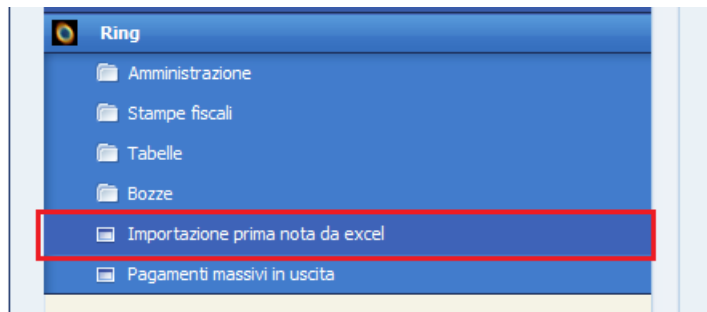 Ring
Amministrazione
Stampe fiscali
Tabelle
Bozze
Importazione prima nota da excel
Pagamenti massivi in uscita